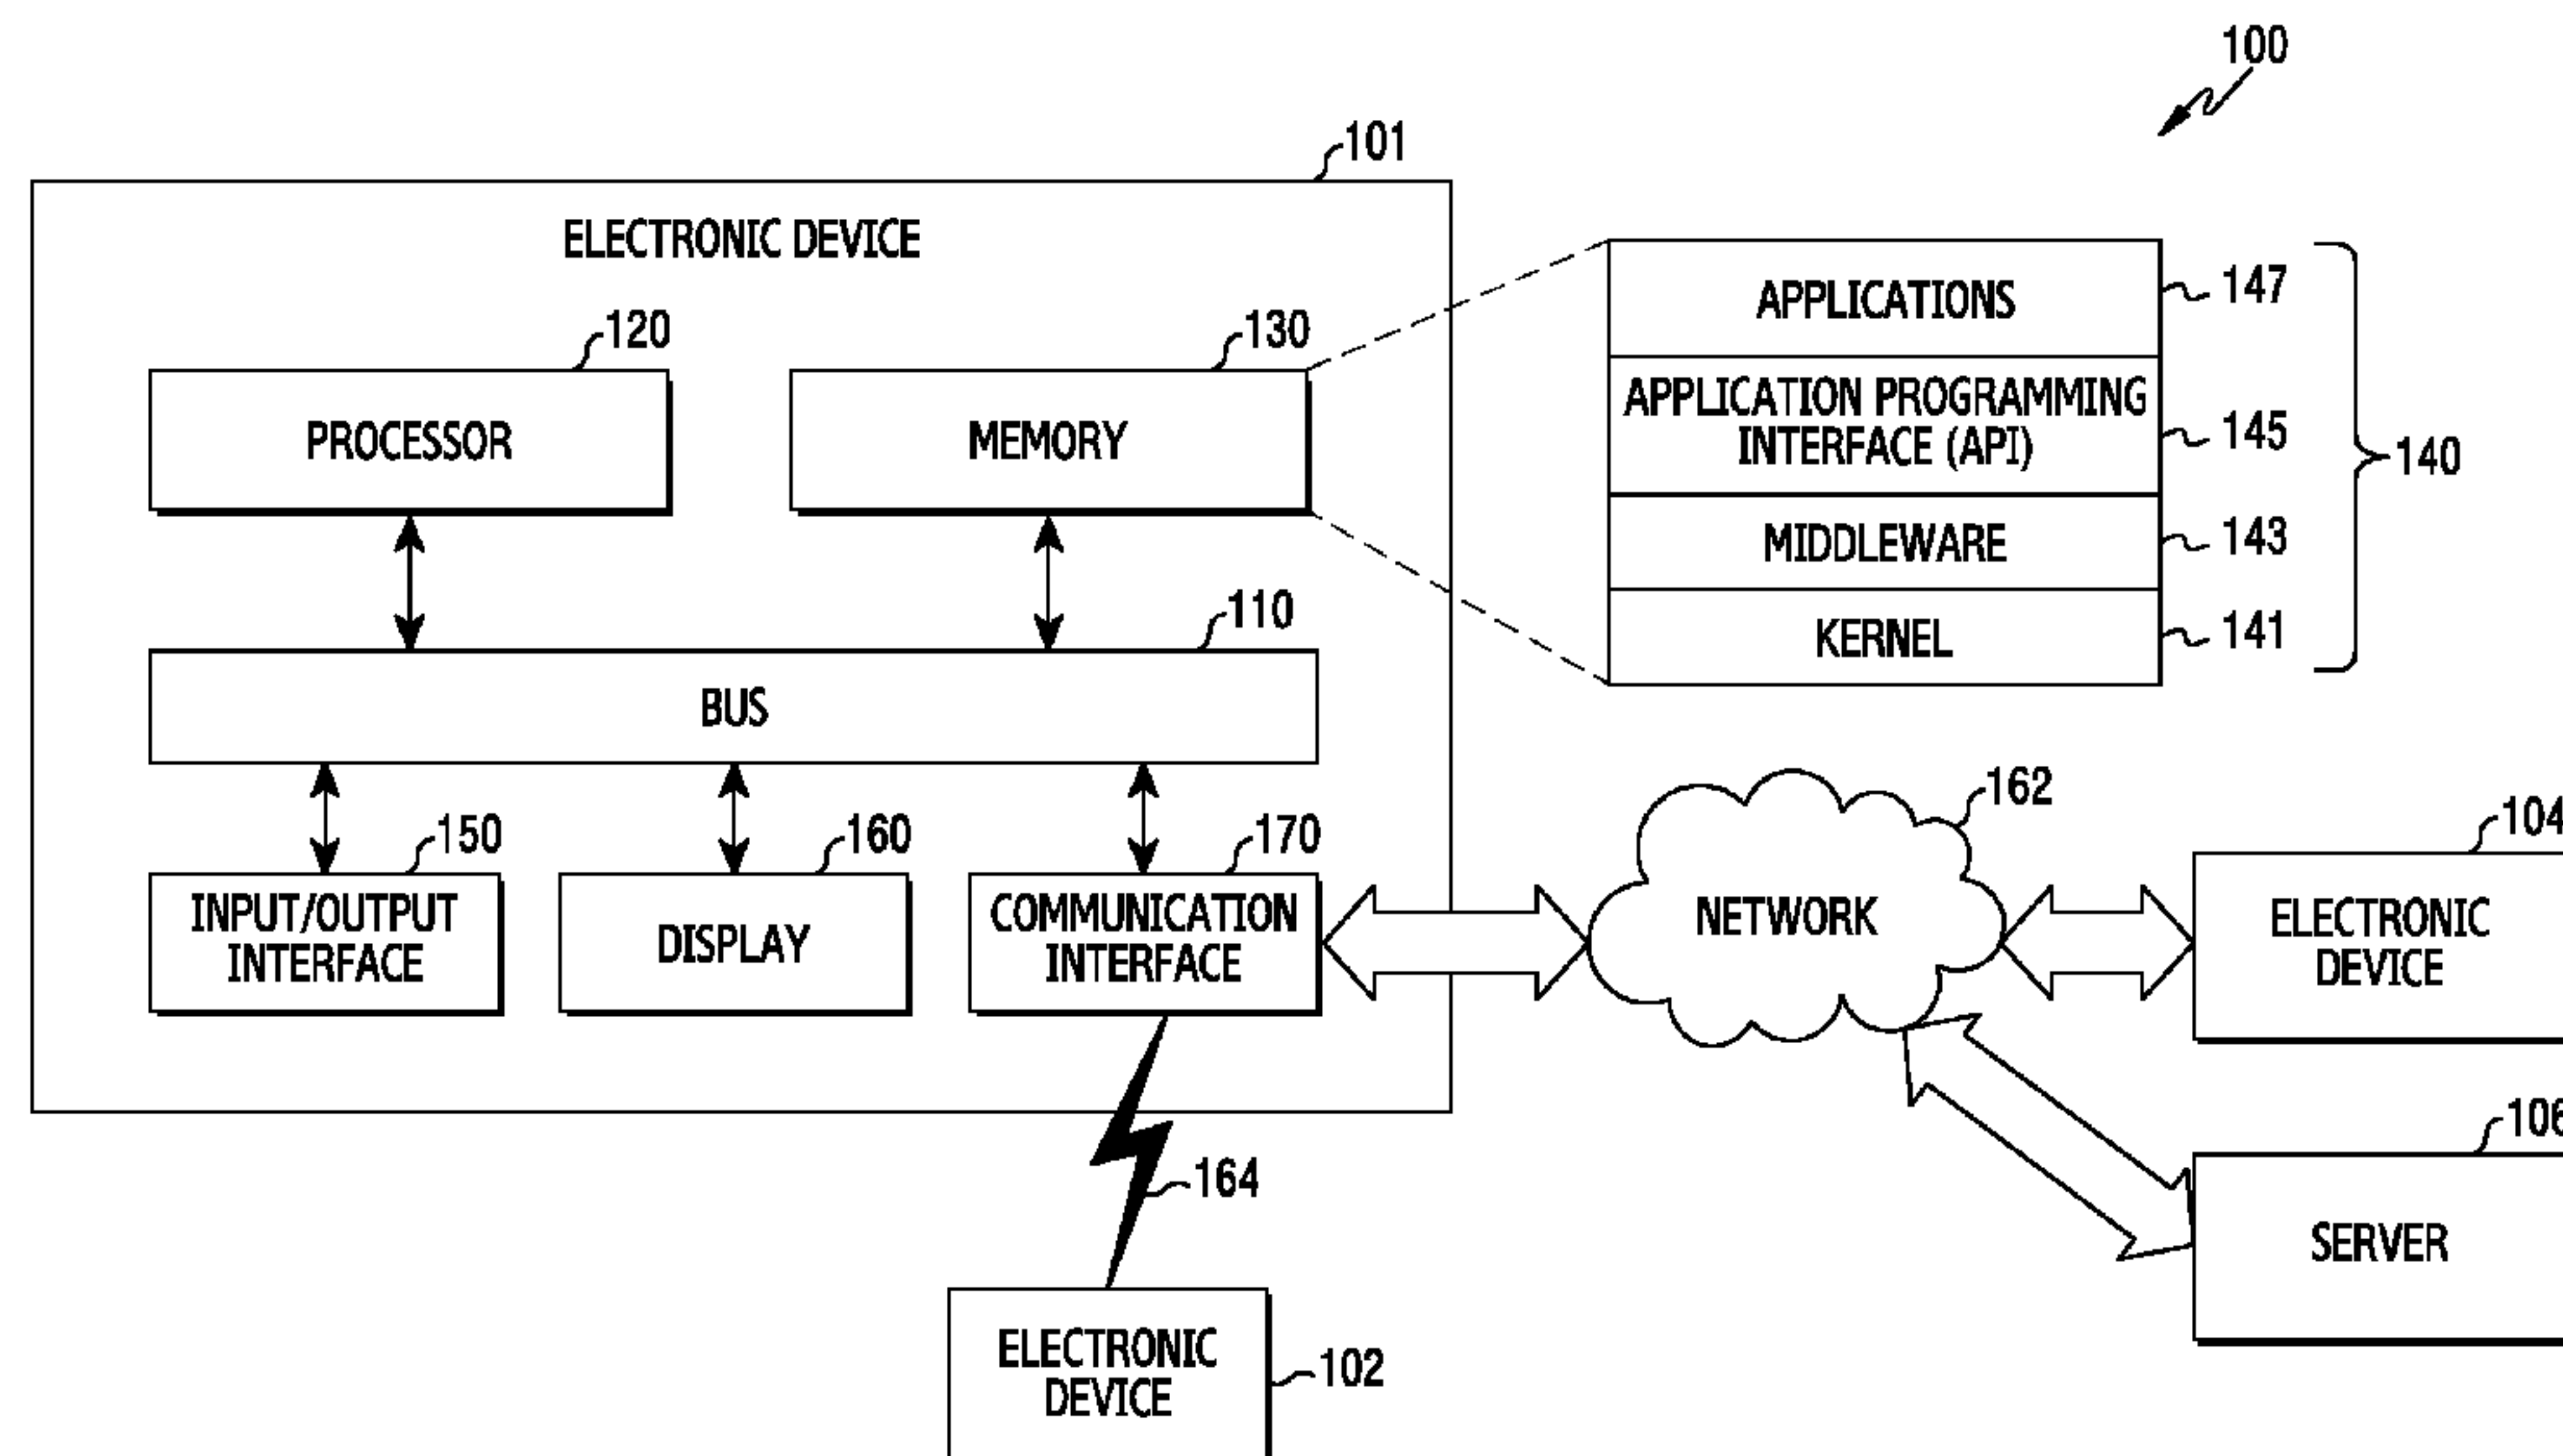 100
101
ELECTRONIC DEVICE
120
130
PROCESSOR
MEMORY
APPLICATIONS
147
APPLICATION PROGRAMMING
INTERFACE (API)
145
140
MIDDLEWARE
143
KERNEL
141
110
BUS
150
160
170
INPUT/OUTPUT
INTERFACE
DISPLAY
COMMUNICATION
INTERFACE
162
NETWORK
104
ELECTRONIC
DEVICE
106
SERVER
164
ELECTRONIC
DEVICE
102